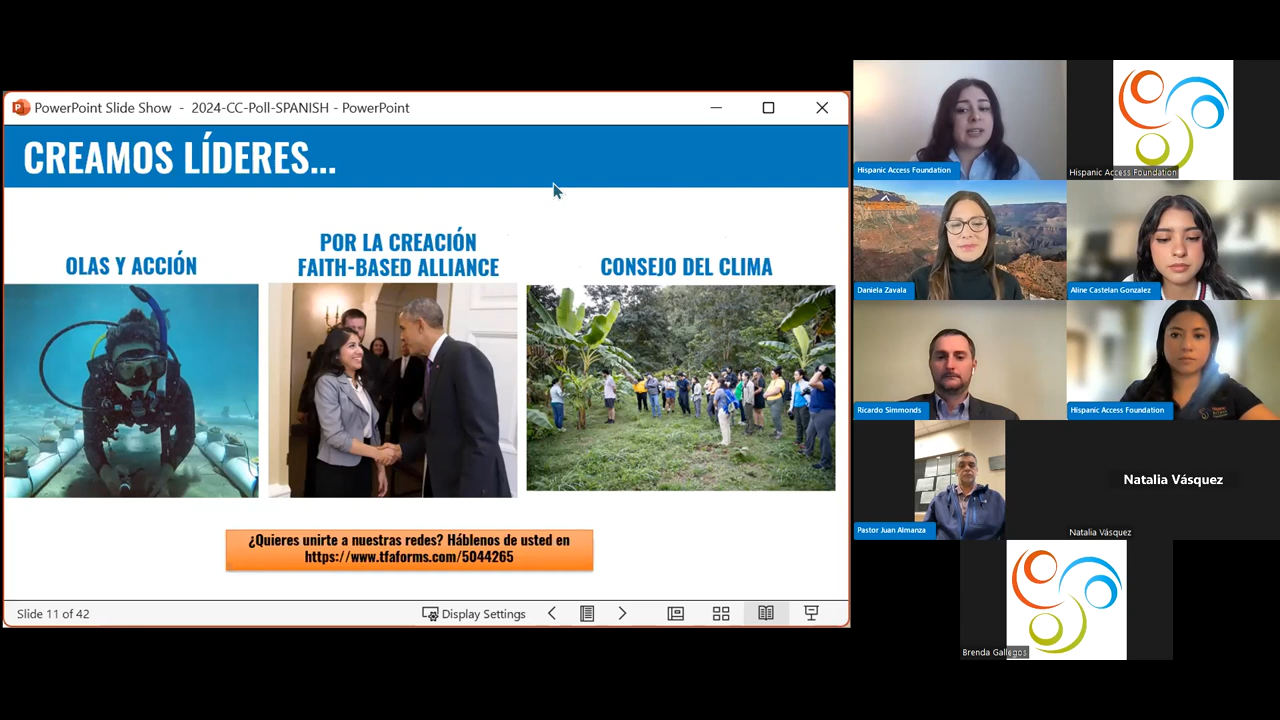 PowerPoint Slide Show - 2024-CC-Poll-SPANISH - PowerPoint
CREAMOS LÍDERES...
OLAS Y ACCIÓN
POR LA CREACIÓN
FAITH-BASED ALLIANCE
CONSEJO DEL CLIMA
¿Quieres unirte a nuestras redes? Háblenos de usted en
https://www.tfaforms.com/5044265
Slide 11 of 42
Display Settings
Hispanic Access Foundation
Hispanic Access Foundation
Daniela Zavala
Aline Castelan Gonzalez
Ricardo Simmonds
Hispanic Access Foundation
Pastor Juan Almanza
Natalia Vásquez
Natalia Vásquez
Brenda Gallegos